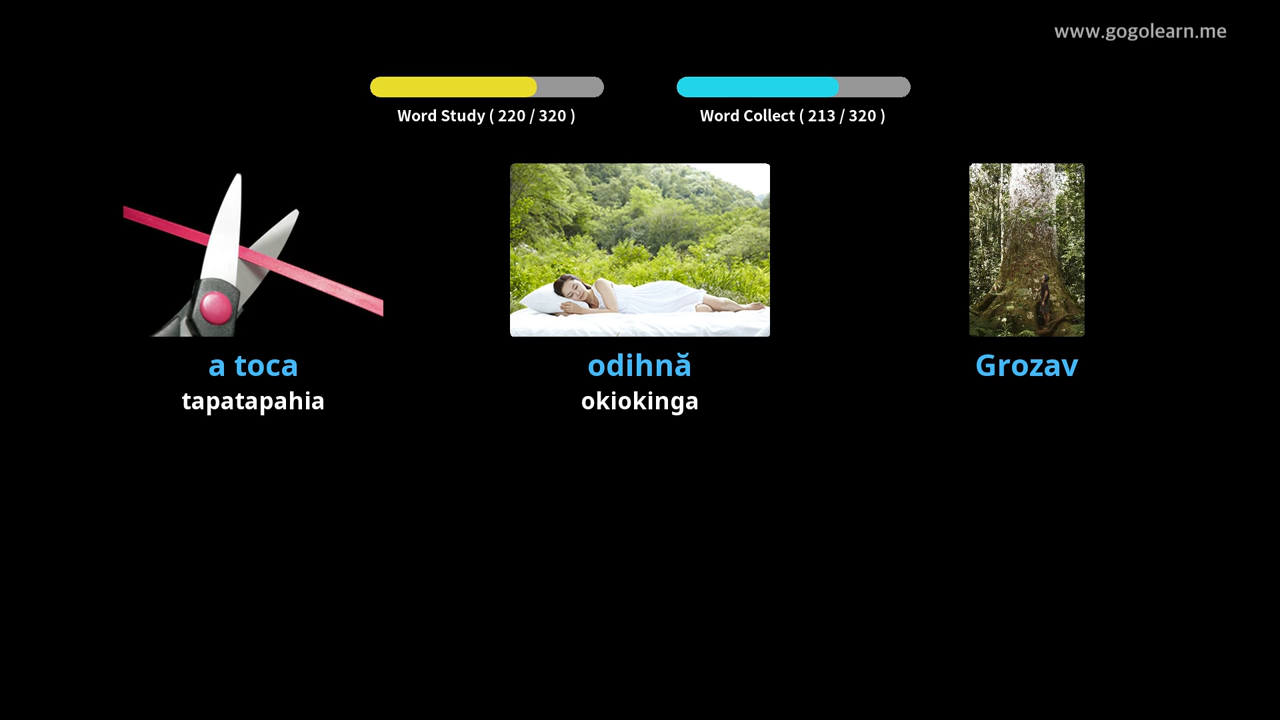 www.gogolearn.me
Word Study ( 220 / 320 )
Word Collect ( 213 / 320 )
a toca
tapatapahia
odihnă
okiokinga
Grozav